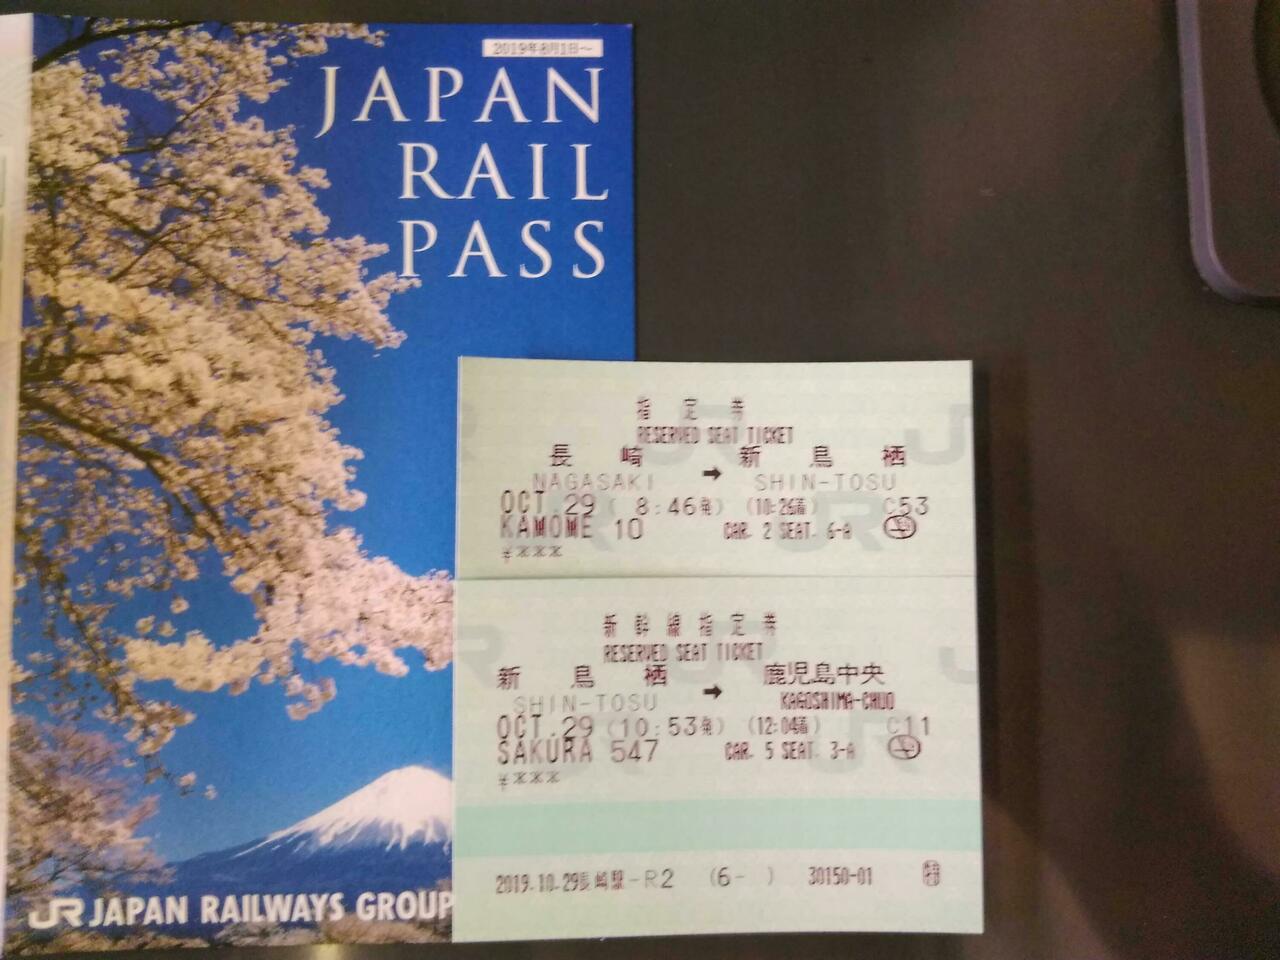 2019年8月1日～
JAPAN
RAIL
PASS
JR JAPAN RAILWAYS GROUP
指定券
RESERVED SEAT TICKET
長崎 → 新鳥栖
NAGASAKI SHIN-TOSU
OCT.29 ( 8:46発) (10:26着) C53
KAMOME 10 CAR. 2 SEAT. 6-A
¥***
新幹線指定券
RESERVED SEAT TICKET
新鳥栖 → 鹿児島中央
SHIN-TOSU KAGOSHIMA-CHUO
OCT.29 (10:53発) (12:04着) C11
SAKURA 547 CAR. 5 SEAT. 3-A
¥***
2019.10.29長崎駅-R2 (6- ) 30150-01